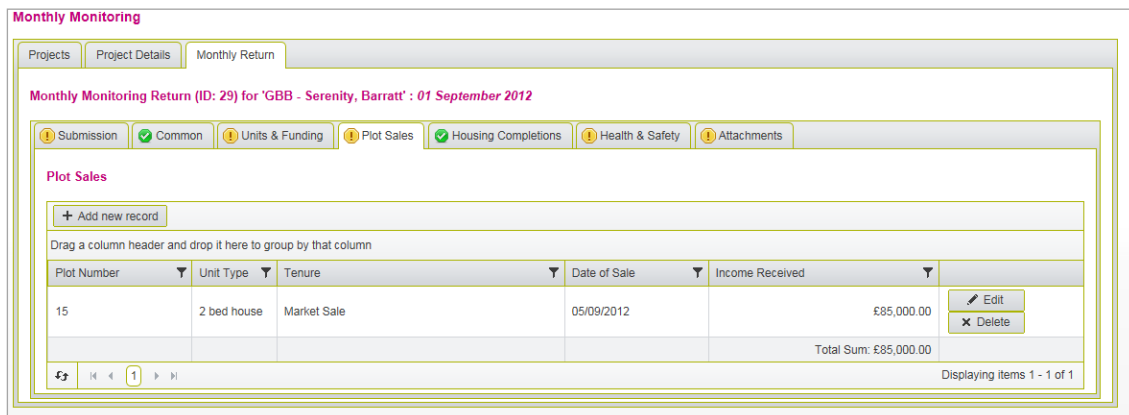 Monthly Monitoring
Projects Project Details Monthly Return
Monthly Monitoring Return (ID: 29) for 'GBB - Serenity, Barratt' : 01 September 2012
Submission Common Units & Funding Plot Sales Housing Completions Health & Safety Attachments
Plot Sales
+ Add new record
Drag a column header and drop it here to group by that column
Plot Number Unit Type Tenure Date of Sale Income Received
15 2 bed house Market Sale 05/09/2012 £85,000.00 Edit
Delete
Total Sum: £85,000.00
1 Displaying items 1 - 1 of 1